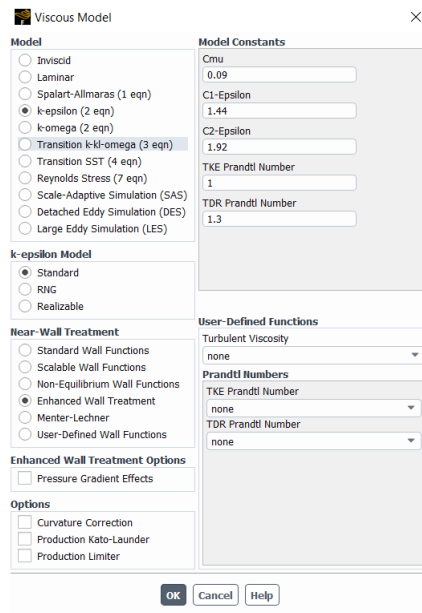 Viscous Model
Model
Inviscid
Laminar
Spalart-Allmaras (1 eqn)
k-epsilon (2 eqn)
k-omega (2 eqn)
Transition k-kl-omega (3 eqn)
Transition SST (4 eqn)
Reynolds Stress (7 eqn)
Scale-Adaptive Simulation (SAS)
Detached Eddy Simulation (DES)
Large Eddy Simulation (LES)
k-epsilon Model
Standard
RNG
Realizable
Near-Wall Treatment
Standard Wall Functions
Scalable Wall Functions
Non-Equilibrium Wall Functions
Enhanced Wall Treatment
Menter-Lechner
User-Defined Wall Functions
Enhanced Wall Treatment Options
Pressure Gradient Effects
Options
Curvature Correction
Production Kato-Launder
Production Limiter
Model Constants
Cmu
0.09
C1-Epsilon
1.44
C2-Epsilon
1.92
TKE Prandtl Number
1
TDR Prandtl Number
1.3
User-Defined Functions
Turbulent Viscosity
none
Prandtl Numbers
TKE Prandtl Number
none
TDR Prandtl Number
none
OK Cancel Help